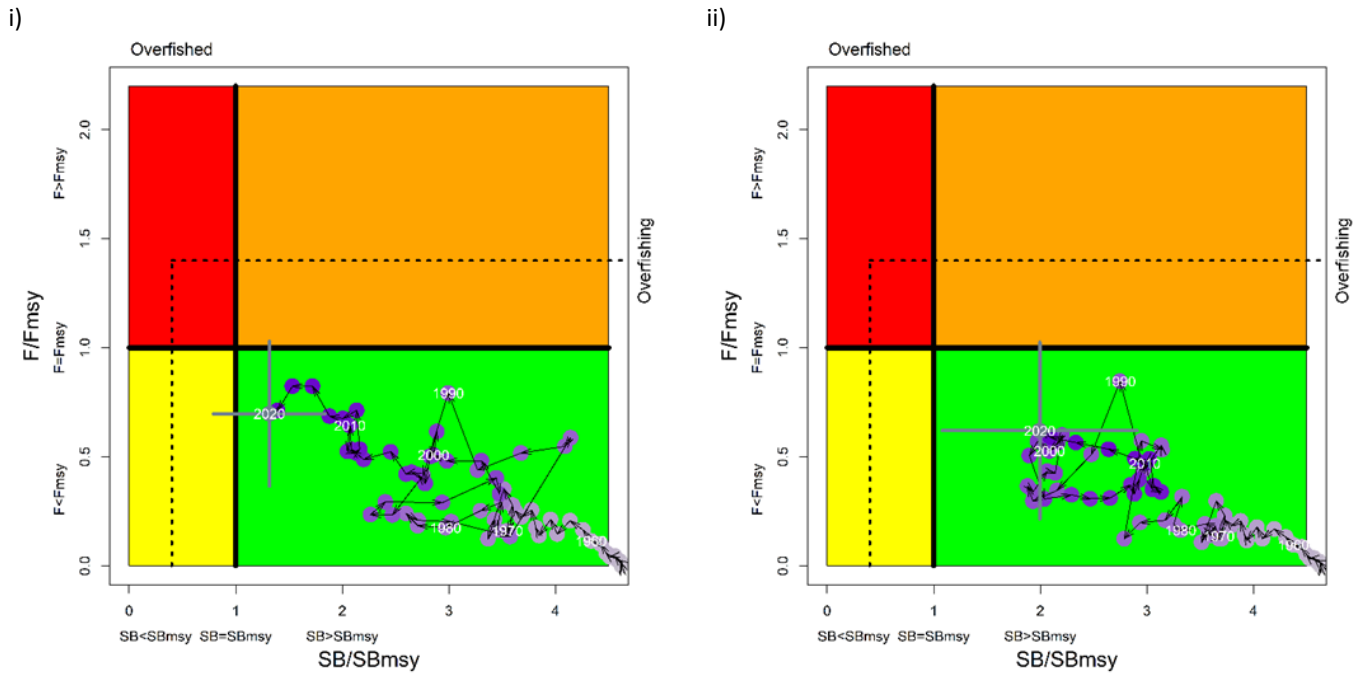 i)
Overfished
Overfishing
F/Fmsy
F<Fmsy
F=Fmsy
F>Fmsy
0.0
0.5
1.0
1.5
2.0
2020
2010
2000
1990
1980
1970
1960
0 1 2 3 4
SB<SBmsy SB=SBmsy SB>SBmsy
SB/SBmsy
ii)
Overfished
Overfishing
F/Fmsy
F<Fmsy
F=Fmsy
F>Fmsy
0.0
0.5
1.0
1.5
2.0
2020
2000
1990
2010
1980
1970
1960
0 1 2 3 4
SB<SBmsy SB=SBmsy SB>SBmsy
SB/SBmsy